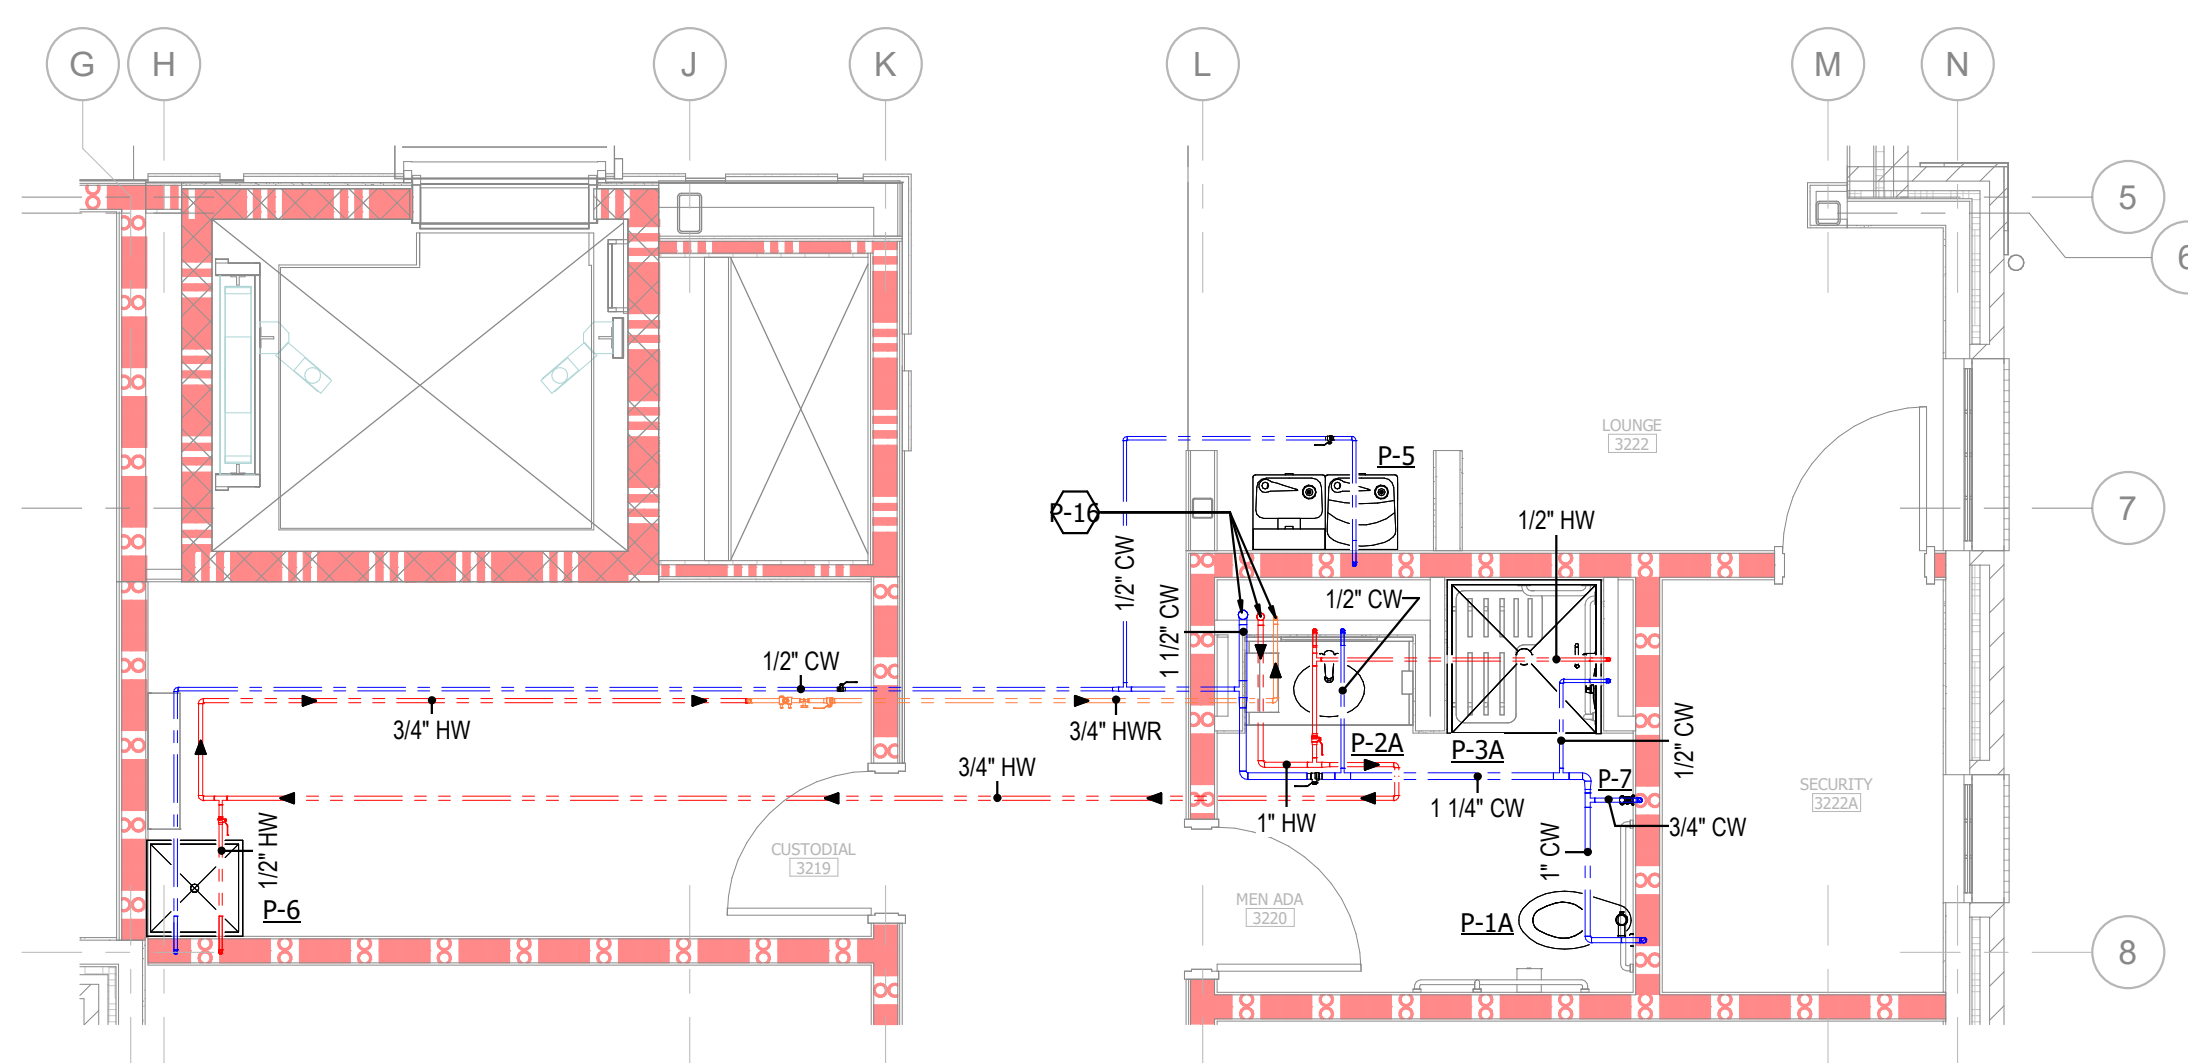 G
H
J
K
L
M
N
5
6
7
8
LOUNGE
3222
P-5
P-16
1/2" HW
1/2" CW
1 1/2" CW
1/2" CW
1/2" CW
3/4" HW
3/4" HWR
P-2A
P-3A
1/2" CW
P-7
3/4" HW
1" HW
1 1/4" CW
3/4" CW
SECURITY
3222A
1/2" HW
CUSTODIAL
3219
1" CW
P-6
MEN ADA
3220
P-1A